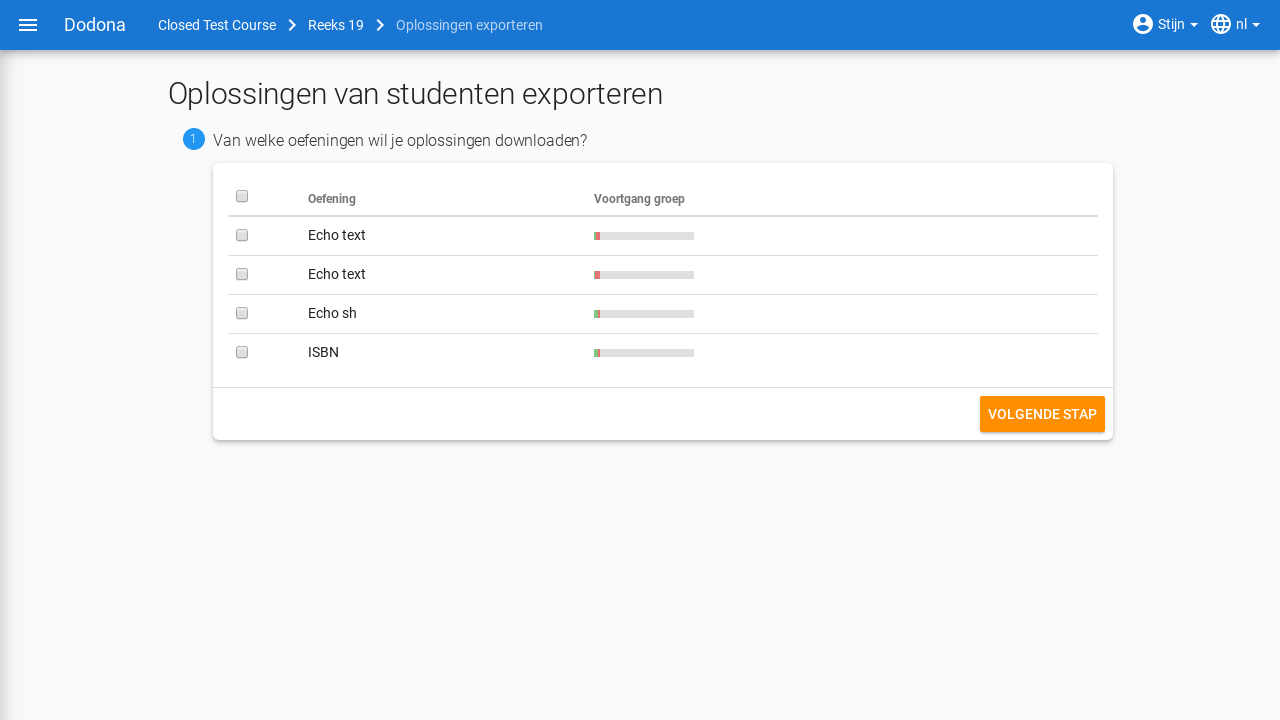 Dodona Closed Test Course Reeks 19 Oplossingen exporteren Stijn nl
Oplossingen van studenten exporteren
1 Van welke oefeningen wil je oplossingen downloaden?
Oefening Voortgang groep
Echo text
Echo text
Echo sh
ISBN
VOLGENDE STAP